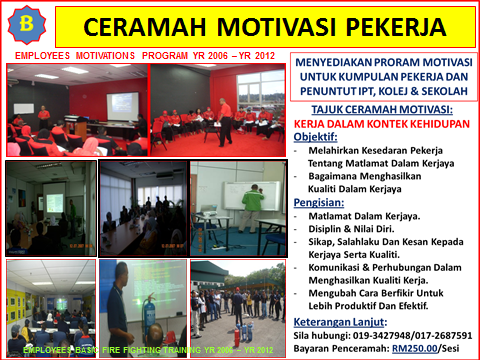 B
CERAMAH MOTIVASI PEKERJA
EMPLOYEES MOTIVATIONS PROGRAM YR 2006 – YR 2012
MENYEDIAKAN PRORAM MOTIVASI
UNTUK KUMPULAN PEKERJA DAN
PENUNTUT IPT, KOLEJ & SEKOLAH
TAJUK CERAMAH MOTIVASI:
KERJA DALAM KONTEK KEHIDUPAN
Objektif:
- Melahirkan Kesedaran Pekerja
Tentang Matlamat Dalam Kerjaya
- Bagaimana Menghasilkan
Kualiti Dalam Kerjaya
Pengisian:
- Matlamat Dalam Kerjaya.
- Disiplin & Nilai Diri.
- Sikap, Salahlaku Dan Kesan Kepada
Kerjaya Serta Kualiti.
- Komunikasi & Perhubungan Dalam
Menghasilkan Kualiti Kerja.
- Mengubah Cara Berfikir Untuk
Lebih Produktif Dan Efektif.
Keterangan Lanjut:
Sila hubungi: 019-3427948/017-2687591
Bayaan Penceramah: RM250.00/Sesi
EMPLOYEES BASIC FIRE FIGHTING TRAINING YR 2006 – YR 2012